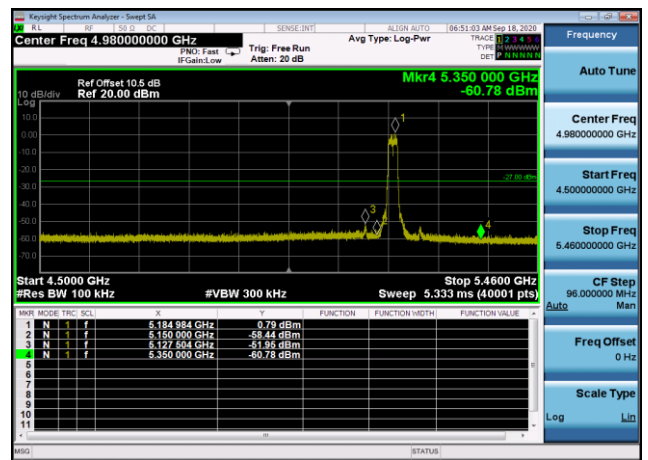 Keysight Spectrum Analyzer - Swept SA
RL RF 50 Ω DC SENSE:INT ALIGN AUTO 06:51:03 AM Sep 18, 2020
Center Freq 4.980000000 GHz
PNO: Fast
IFGain:Low
Trig: Free Run
Atten: 20 dB
Avg Type: Log-Pwr
TRACE 1 2 3 4 5 6
TYPE M W W W W W
DET P N N N N N
Frequency
Mkr4 5.350 000 GHz
-60.78 dBm
Ref Offset 10.5 dB
10 dB/div Ref 20.00 dBm
Log
10.0
0.00
-10.0
-20.0
-30.0
-40.0
-50.0
-60.0
-70.0
-27.00 dBm
1
2
3
4
Start 4.5000 GHz Stop 5.4600 GHz
#Res BW 100 kHz #VBW 300 kHz Sweep 5.333 ms (40001 pts)
MKR MODE TRC SCL X Y FUNCTION FUNCTION WIDTH FUNCTION VALUE
1 N 1 f 5.184 984 GHz 0.79 dBm
2 N 1 f 5.150 000 GHz -58.44 dBm
3 N 1 f 5.127 504 GHz -51.95 dBm
4 N 1 f 5.350 000 GHz -60.78 dBm
5
6
7
8
9
10
11
MSG STATUS
Auto Tune
Center Freq
4.980000000 GHz
Start Freq
4.500000000 GHz
Stop Freq
5.460000000 GHz
CF Step
96.000000 MHz
Auto Man
Freq Offset
0 Hz
Scale Type
Log Lin